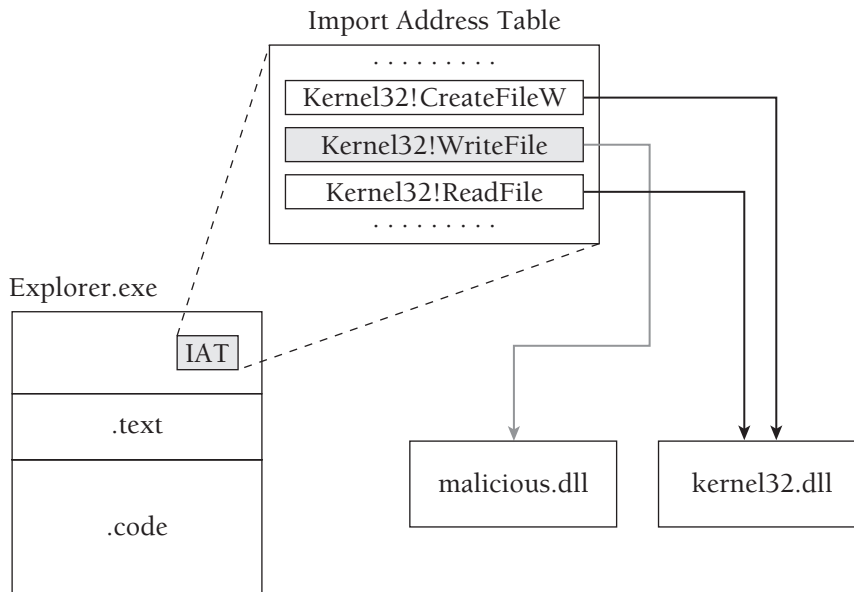 Import Address Table
. . . . . . . . .
Kernel32!CreateFileW
Kernel32!WriteFile
Kernel32!ReadFile
. . . . . . . . .
Explorer.exe
IAT
.text
.code
malicious.dll
kernel32.dll